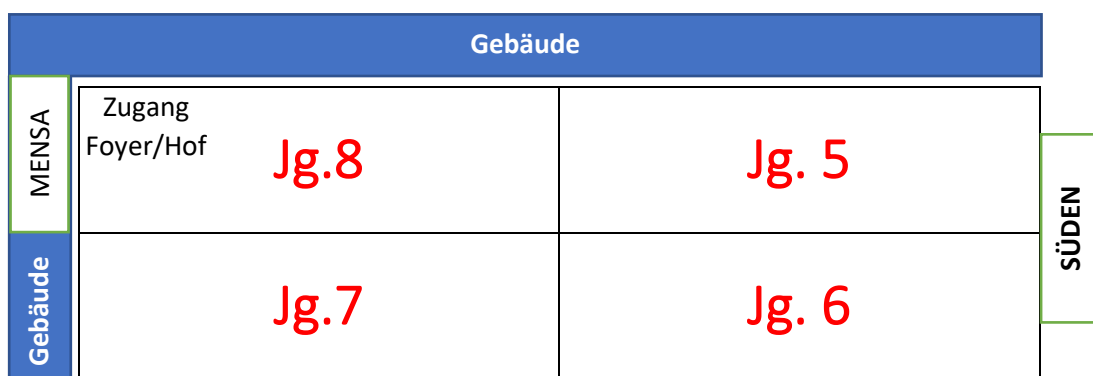 Gebäude
MENSA
Zugang
Foyer/Hof
Jg.8
Jg. 5
SÜDEN
Gebäude
Jg.7
Jg. 6